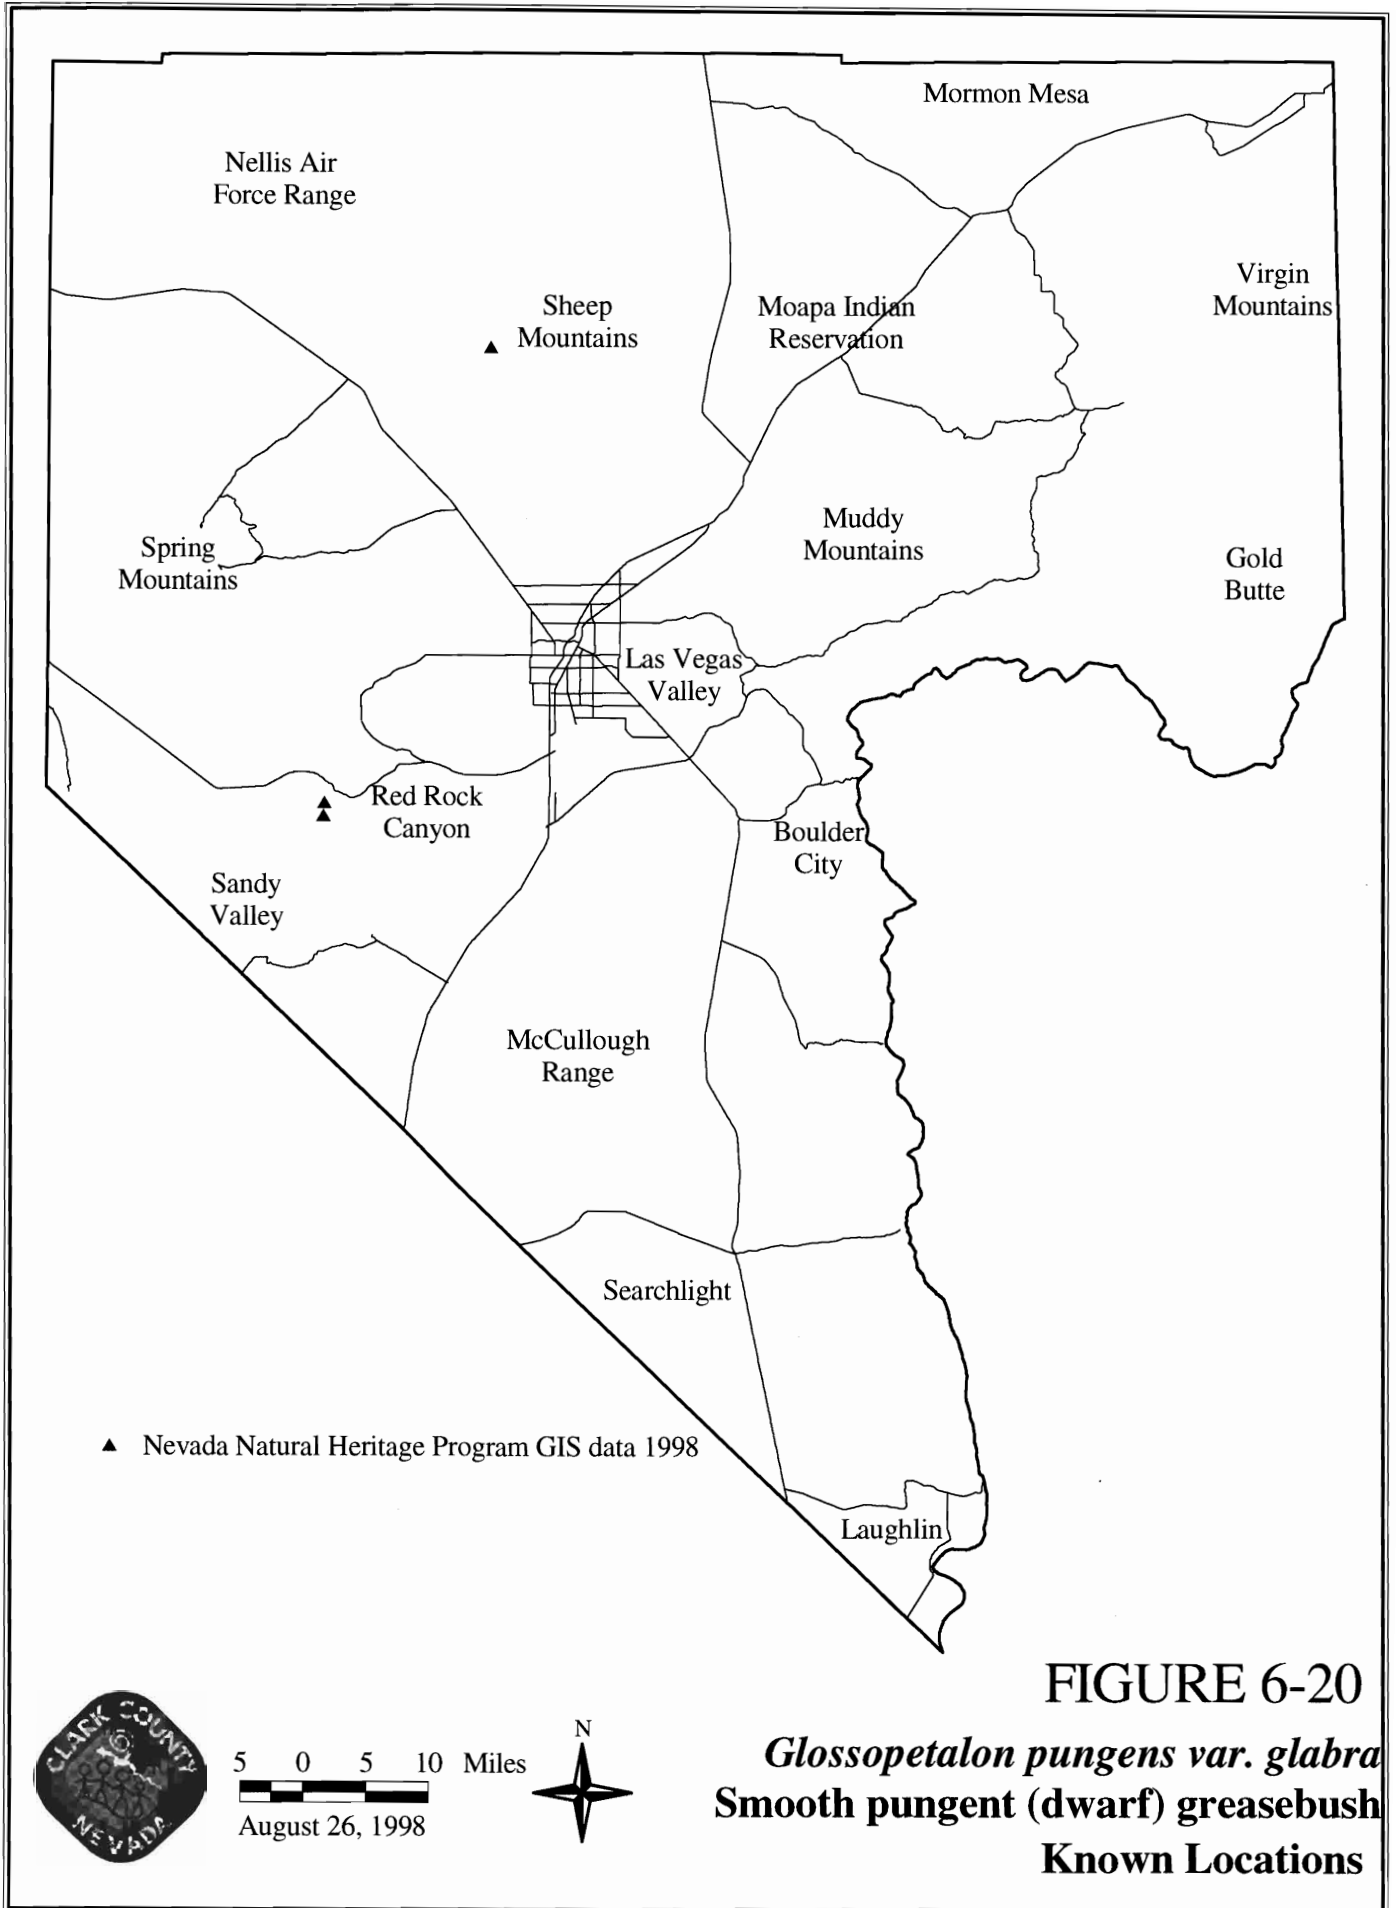 Mormon Mesa
Nellis Air
Force Range
Virgin
Mountains
Sheep
Mountains
Moapa Indian
Reservation
Muddy
Mountains
Spring
Mountains
Gold
Butte
Las Vegas
Valley
Red Rock
Canyon
Boulder
City
Sandy
Valley
McCullough
Range
Searchlight
Nevada Natural Heritage Program GIS data 1998
Laughlin
FIGURE 6-20
Glossopetalon pungens var. glabra
Smooth pungent (dwarf) greasebush
Known Locations
CLARK COUNTY
NEVADA
5 0 5 10 Miles
August 26, 1998
N